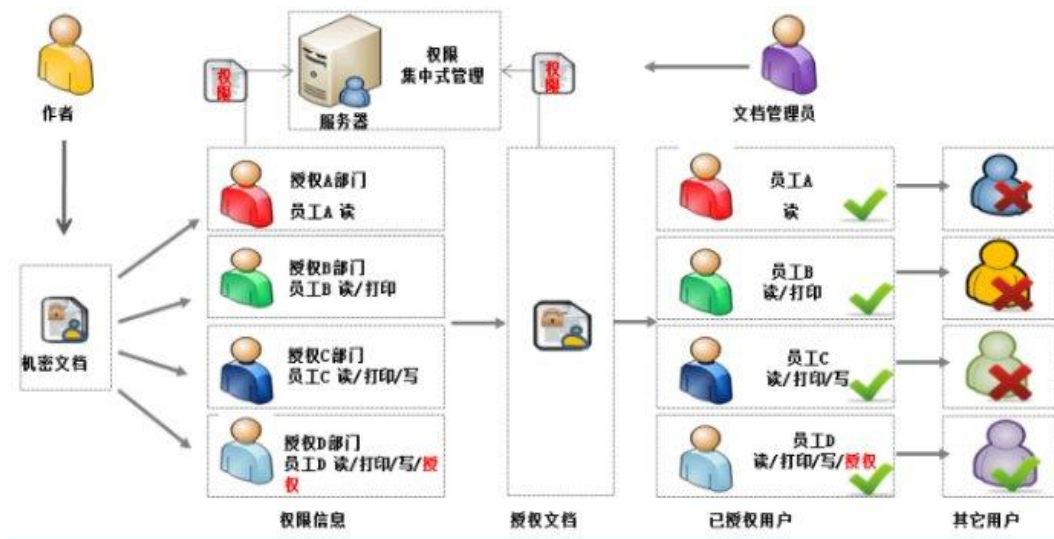 作者
权限
权限
集中式管理
服务器
权限
文档管理员
机密文档
授权A部门
员工A 读
授权B部门
员工B 读/打印
授权C部门
员工C 读/打印/写
授权D部门
员工D 读/打印/写/授
权
员工A
读
员工B
读/打印
员工C
读/打印/写
员工D
读/打印/写/授权
权限信息
授权文档
已授权用户
其它用户